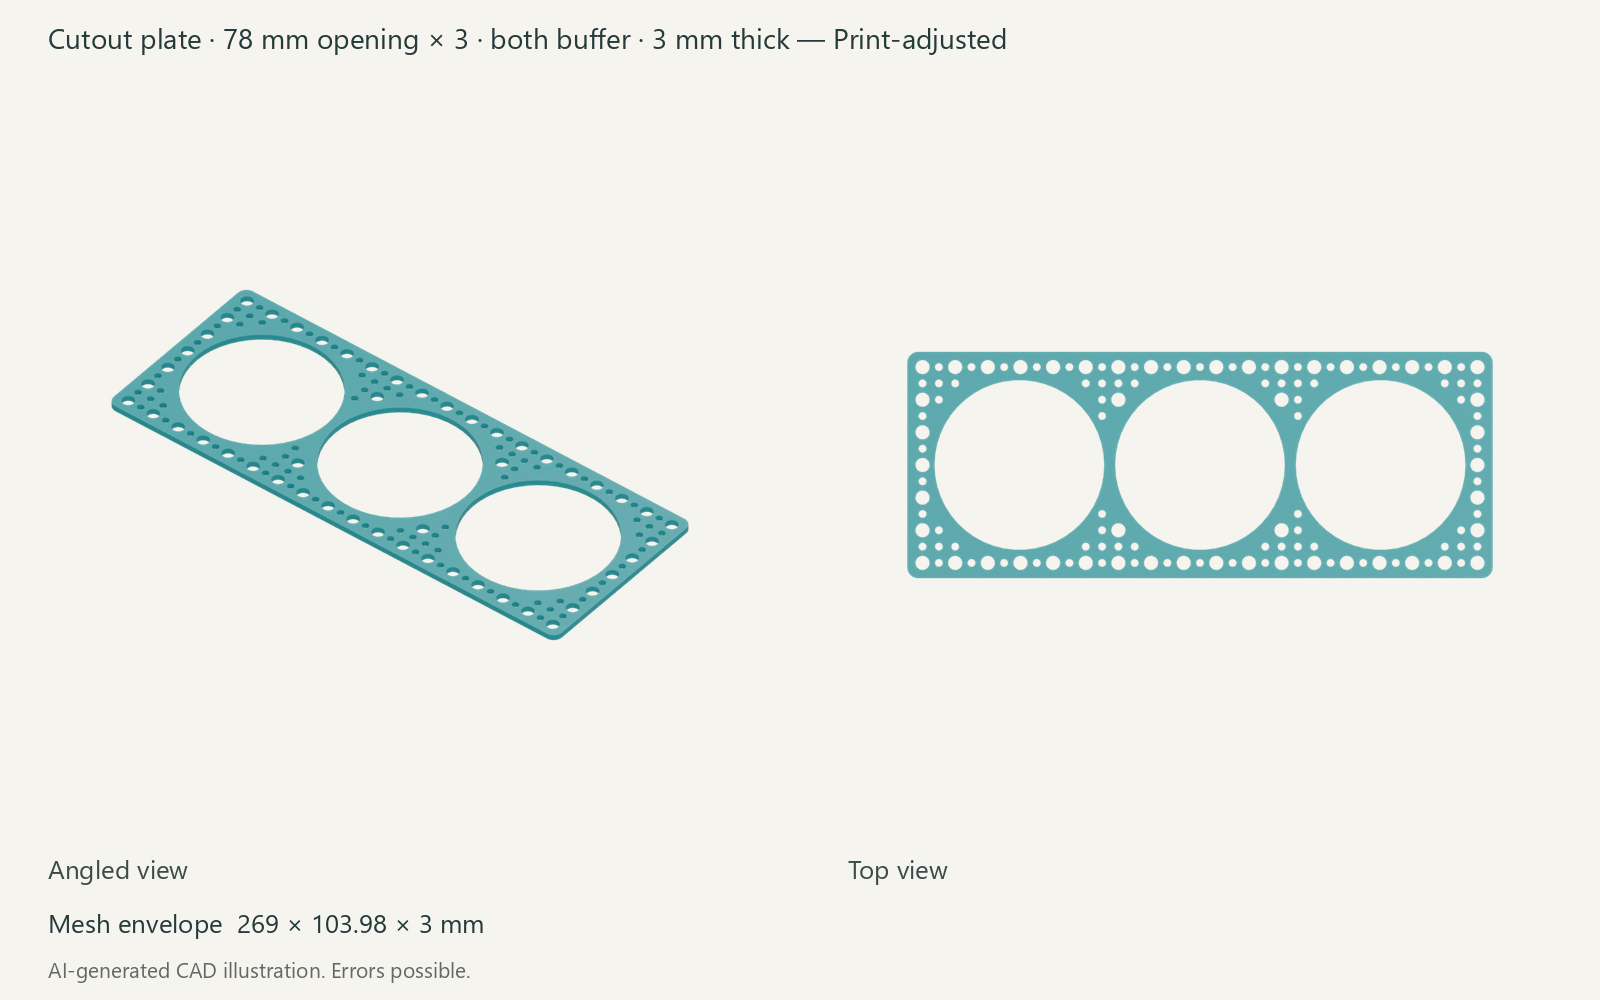 Cutout plate · 78 mm opening × 3 · both buffer · 3 mm thick — Print-adjusted
Angled view
Top view
Mesh envelope 269 × 103.98 × 3 mm
AI-generated CAD illustration. Errors possible.